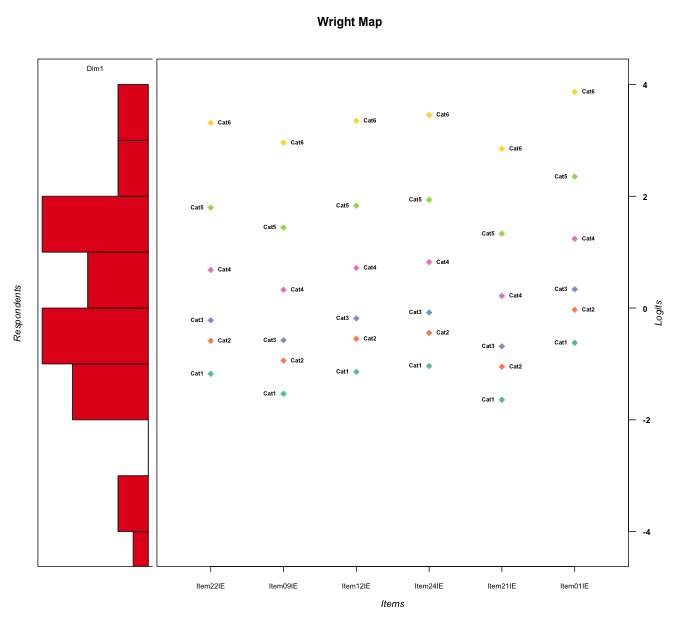 Wright Map
Dim1
4
Cat6
Cat6
Cat6
Cat6
Cat6
Cat6
Cat5
Cat5
Cat5
Cat5
Cat5
Cat5
2
Cat4
Cat4
Cat4
Cat4
Cat4
Cat4
Cat3
Cat3
Cat3
Cat3
Cat3
Cat3
0
Cat2
Cat2
Cat2
Cat2
Cat2
Cat2
Cat1
Cat1
Cat1
Cat1
Cat1
Cat1
-2
-4
Respondents
Logits
Item22IE Item09IE Item12IE Item24IE Item21IE Item01IE
Items